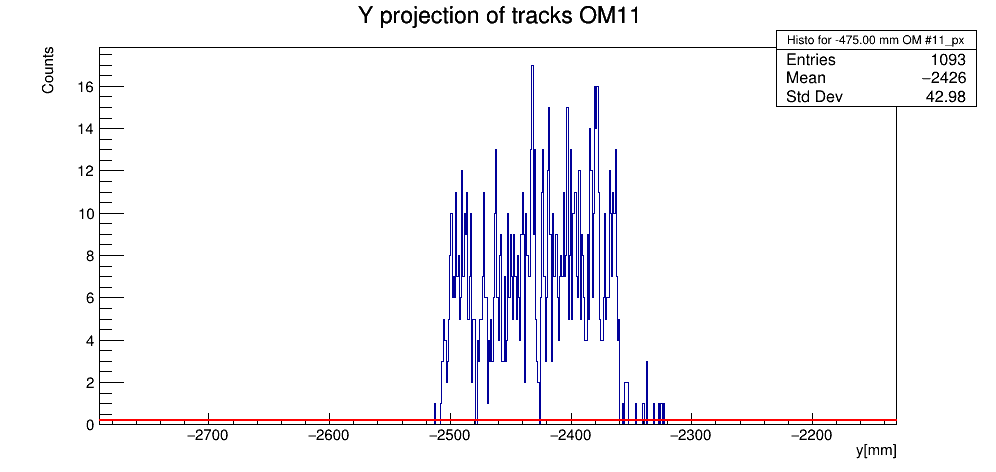 Y projection of tracks OM11
Histo for -475.00 mm OM #11_px
Entries 1093
Mean −2426
Std Dev 42.98
Counts
16
14
12
10
8
6
4
2
0
−2700 −2600 −2500 −2400 −2300 −2200
y[mm]